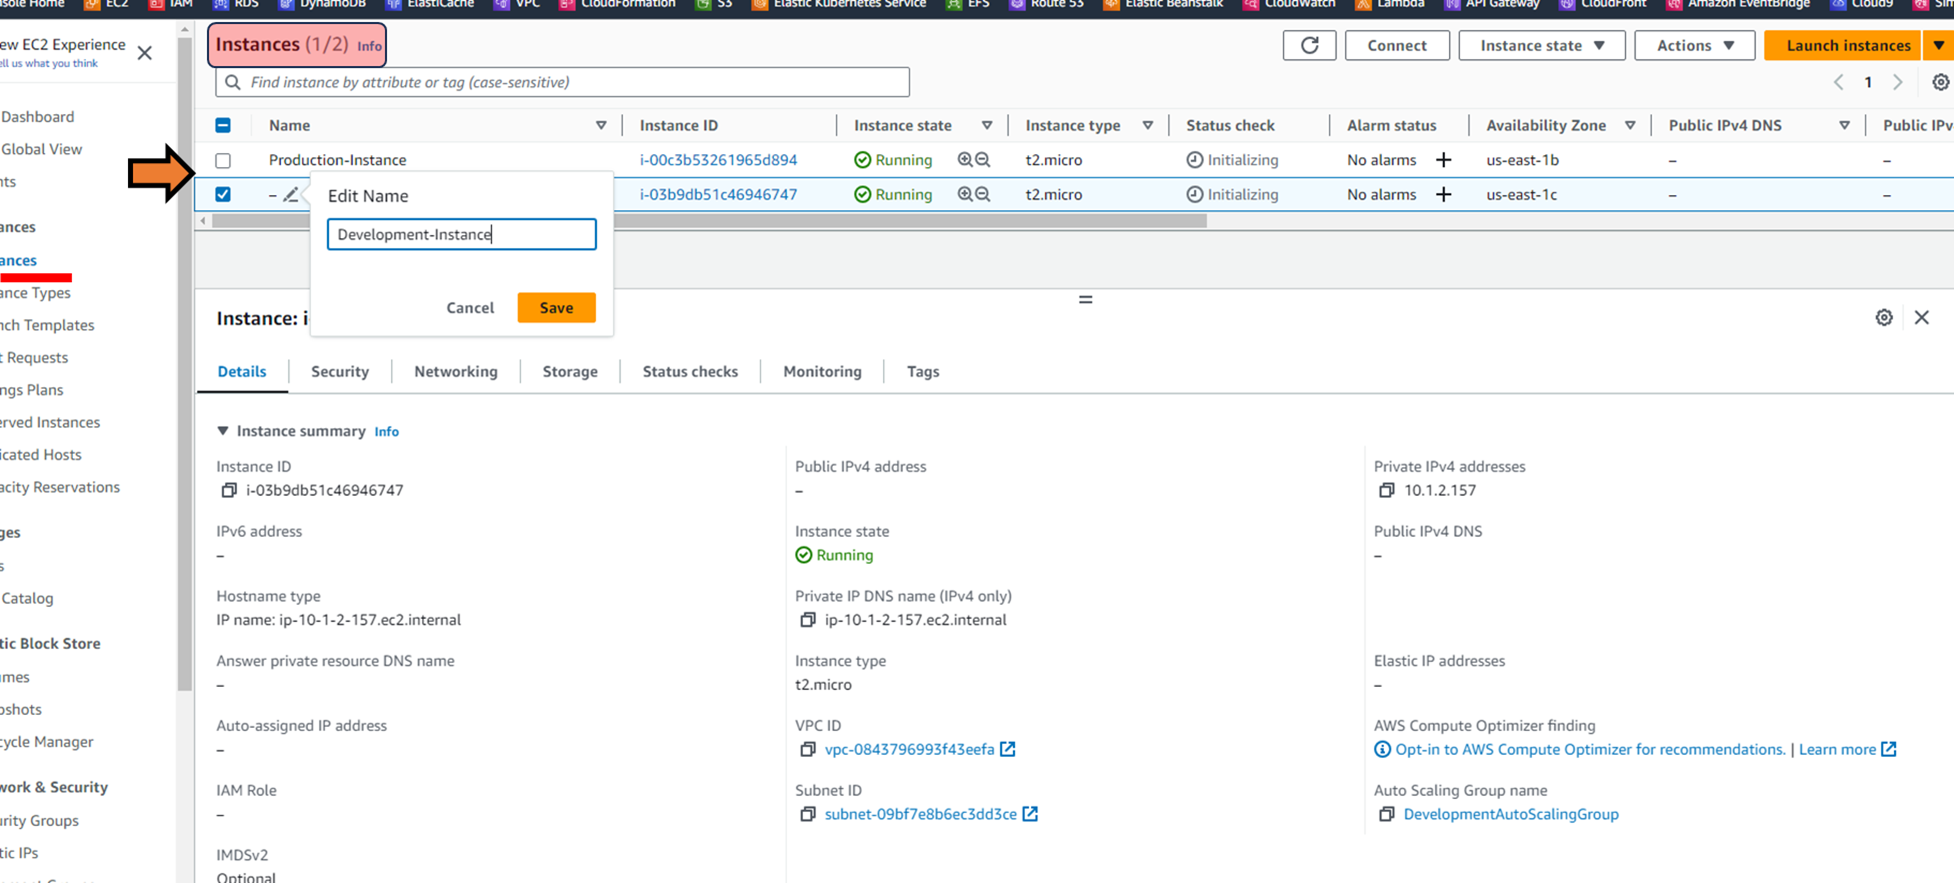 nsole Home EC2 IAM RDS DynamoDB ElastiCache VPC CloudFormation S3 Elastic Kubernetes Service EFS Route 53 Elastic Beanstalk CloudWatch Lambda API Gateway CloudFront Amazon EventBridge Cloud9
ew EC2 Experience
ell us what you think
Instances (1/2) Info
Connect
Instance state
Actions
Launch instances
Find instance by attribute or tag (case-sensitive)
1
Dashboard
Global View
nts
ances
ances
ance Types
nch Templates
t Requests
ngs Plans
erved Instances
icated Hosts
acity Reservations
ges
s
Catalog
tic Block Store
mes
pshots
cycle Manager
work & Security
urity Groups
tic IPs
Name Instance ID Instance state Instance type Status check Alarm status Availability Zone Public IPv4 DNS Public IPv
Production-Instance i-00c3b53261965d894 Running t2.micro Initializing No alarms + us-east-1b – –
– i-03b9db51c46946747 Running t2.micro Initializing No alarms + us-east-1c – –
Edit Name
Development-Instance
Cancel Save
Instance: i-
Details Security Networking Storage Status checks Monitoring Tags
Instance summary Info
Instance ID
i-03b9db51c46946747
Public IPv4 address
–
Private IPv4 addresses
10.1.2.157
IPv6 address
–
Instance state
Running
Public IPv4 DNS
–
Hostname type
IP name: ip-10-1-2-157.ec2.internal
Private IP DNS name (IPv4 only)
ip-10-1-2-157.ec2.internal
Answer private resource DNS name
–
Instance type
t2.micro
Elastic IP addresses
–
Auto-assigned IP address
–
VPC ID
vpc-0843796993f43eefa
AWS Compute Optimizer finding
Opt-in to AWS Compute Optimizer for recommendations. | Learn more
IAM Role
–
Subnet ID
subnet-09bf7e8b6ec3dd3ce
Auto Scaling Group name
DevelopmentAutoScalingGroup
IMDSv2
Optional